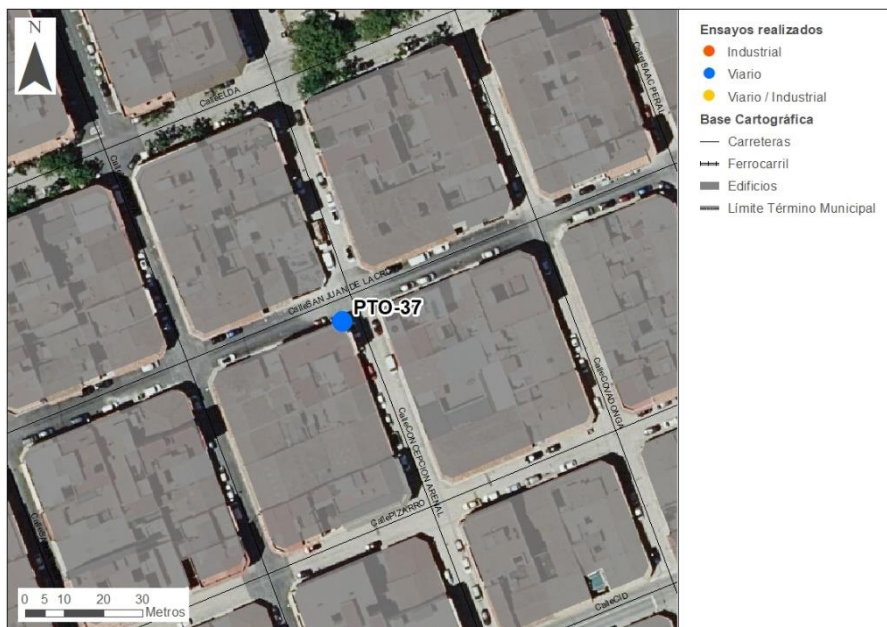 N
Calle ELDA
Calle ISAAC PERAL
Calle SAN JUAN DE LA CRUZ
PTO-37
Calle COVADONGA
Calle CONCEPCION ARENAL
Calle PIZARRO
Calle CID
0 5 10 20 30
Metros
Ensayos realizados
Industrial
Viario
Viario / Industrial
Base Cartográfica
Carreteras
Ferrocarril
Edificios
Límite Término Municipal